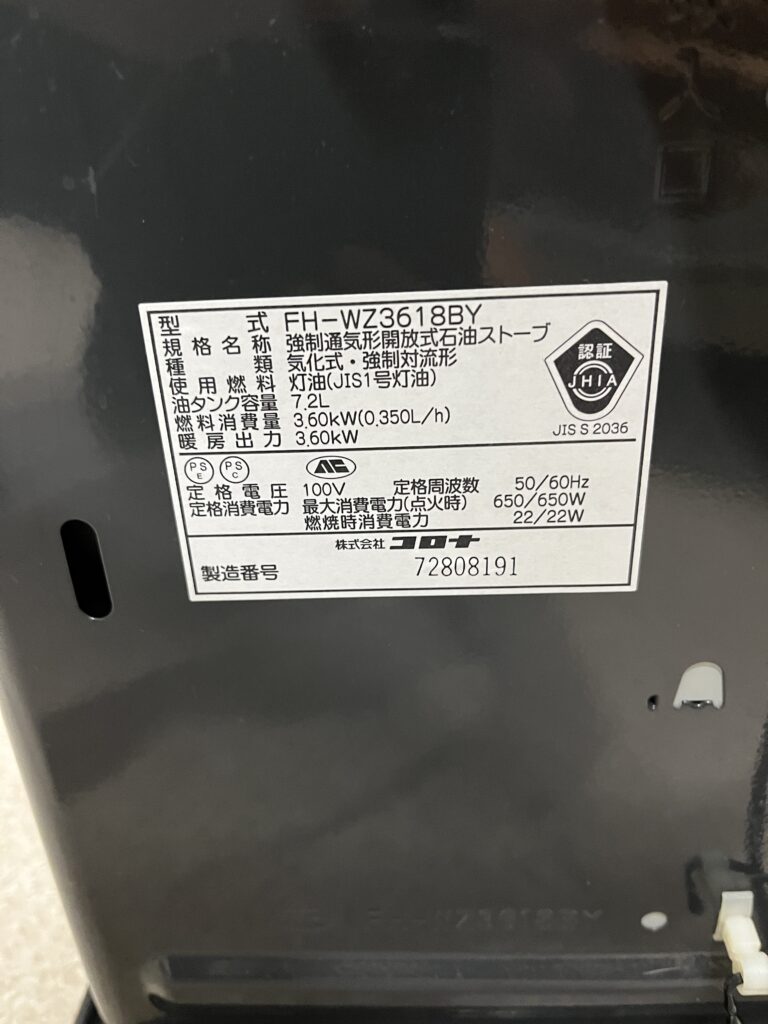 型式 FH-WZ3618BY
規格名称 強制通気形開放式石油ストーブ
種類 気化式・強制対流形
使用燃料 灯油(JIS1号灯油)
油タンク容量 7.2L
燃料消費量 3.60kW(0.350L/h)
暖房出力 3.60kW
認証
JHIA
JIS S 2036
PS E PS C
定格電圧 100V 定格周波数 50/60Hz
定格消費電力 最大消費電力(点火時) 650/650W
燃焼時消費電力 22/22W
株式会社 コロナ
製造番号 72808191
FH-WZ3618BY